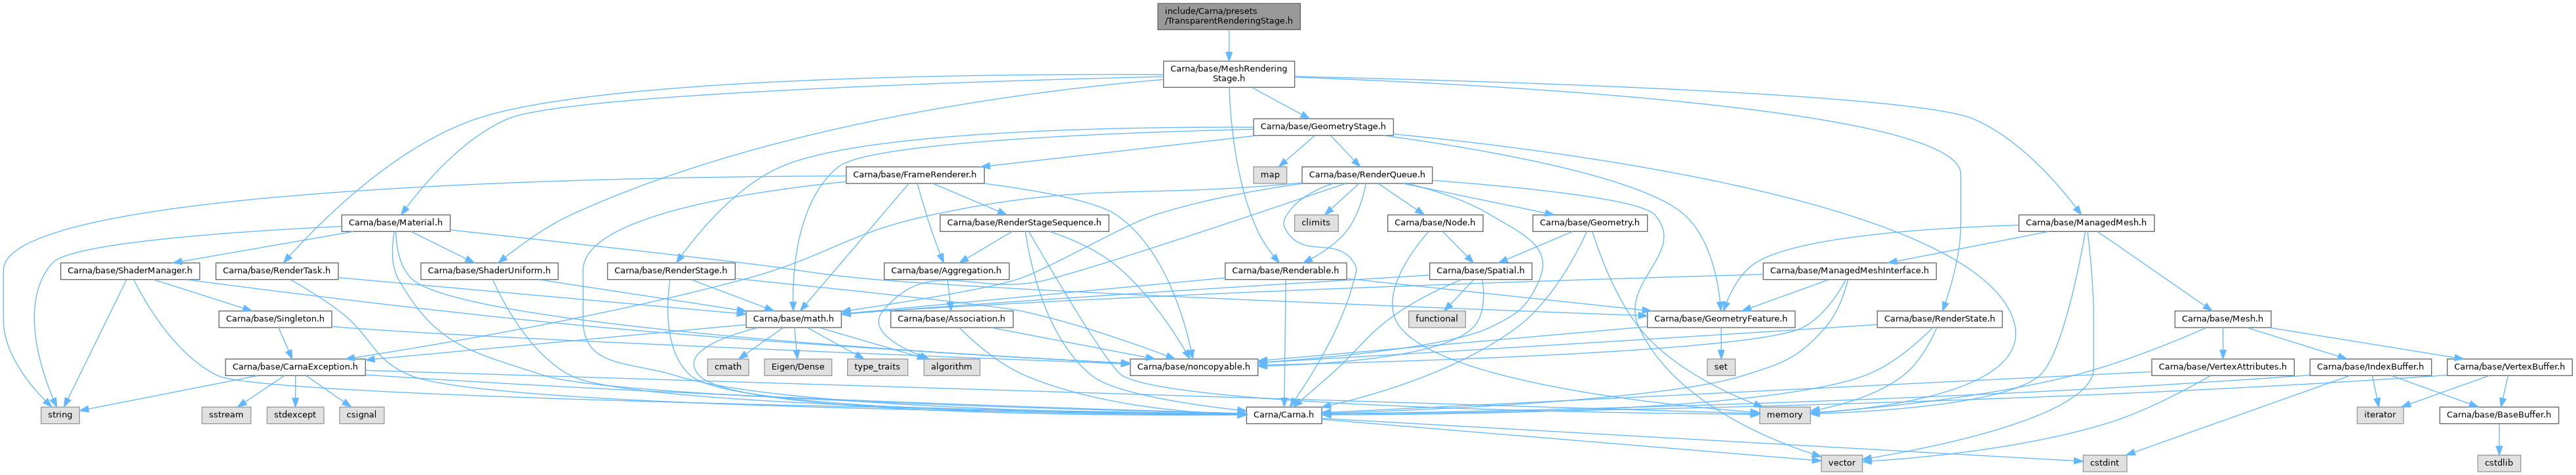 include/Carna/presets
/TransparentRenderingStage.h
Carna/base/MeshRendering
Stage.h
Carna/base/GeometryStage.h
map
Carna/base/FrameRenderer.h
Carna/base/RenderQueue.h
Carna/base/Material.h
Carna/base/RenderStageSequence.h
climits
Carna/base/Node.h
Carna/base/Geometry.h
Carna/base/ManagedMesh.h
Carna/base/ShaderManager.h
Carna/base/RenderTask.h
Carna/base/ShaderUniform.h
Carna/base/RenderStage.h
Carna/base/Aggregation.h
Carna/base/Renderable.h
Carna/base/Spatial.h
Carna/base/ManagedMeshInterface.h
Carna/base/Singleton.h
Carna/base/math.h
Carna/base/Association.h
functional
Carna/base/GeometryFeature.h
Carna/base/RenderState.h
Carna/base/Mesh.h
Carna/base/CarnaException.h
cmath
Eigen/Dense
type_traits
algorithm
Carna/base/noncopyable.h
set
Carna/base/VertexAttributes.h
Carna/base/IndexBuffer.h
Carna/base/VertexBuffer.h
string
sstream
stdexcept
csignal
Carna/Carna.h
memory
iterator
Carna/base/BaseBuffer.h
vector
cstdint
cstdlib